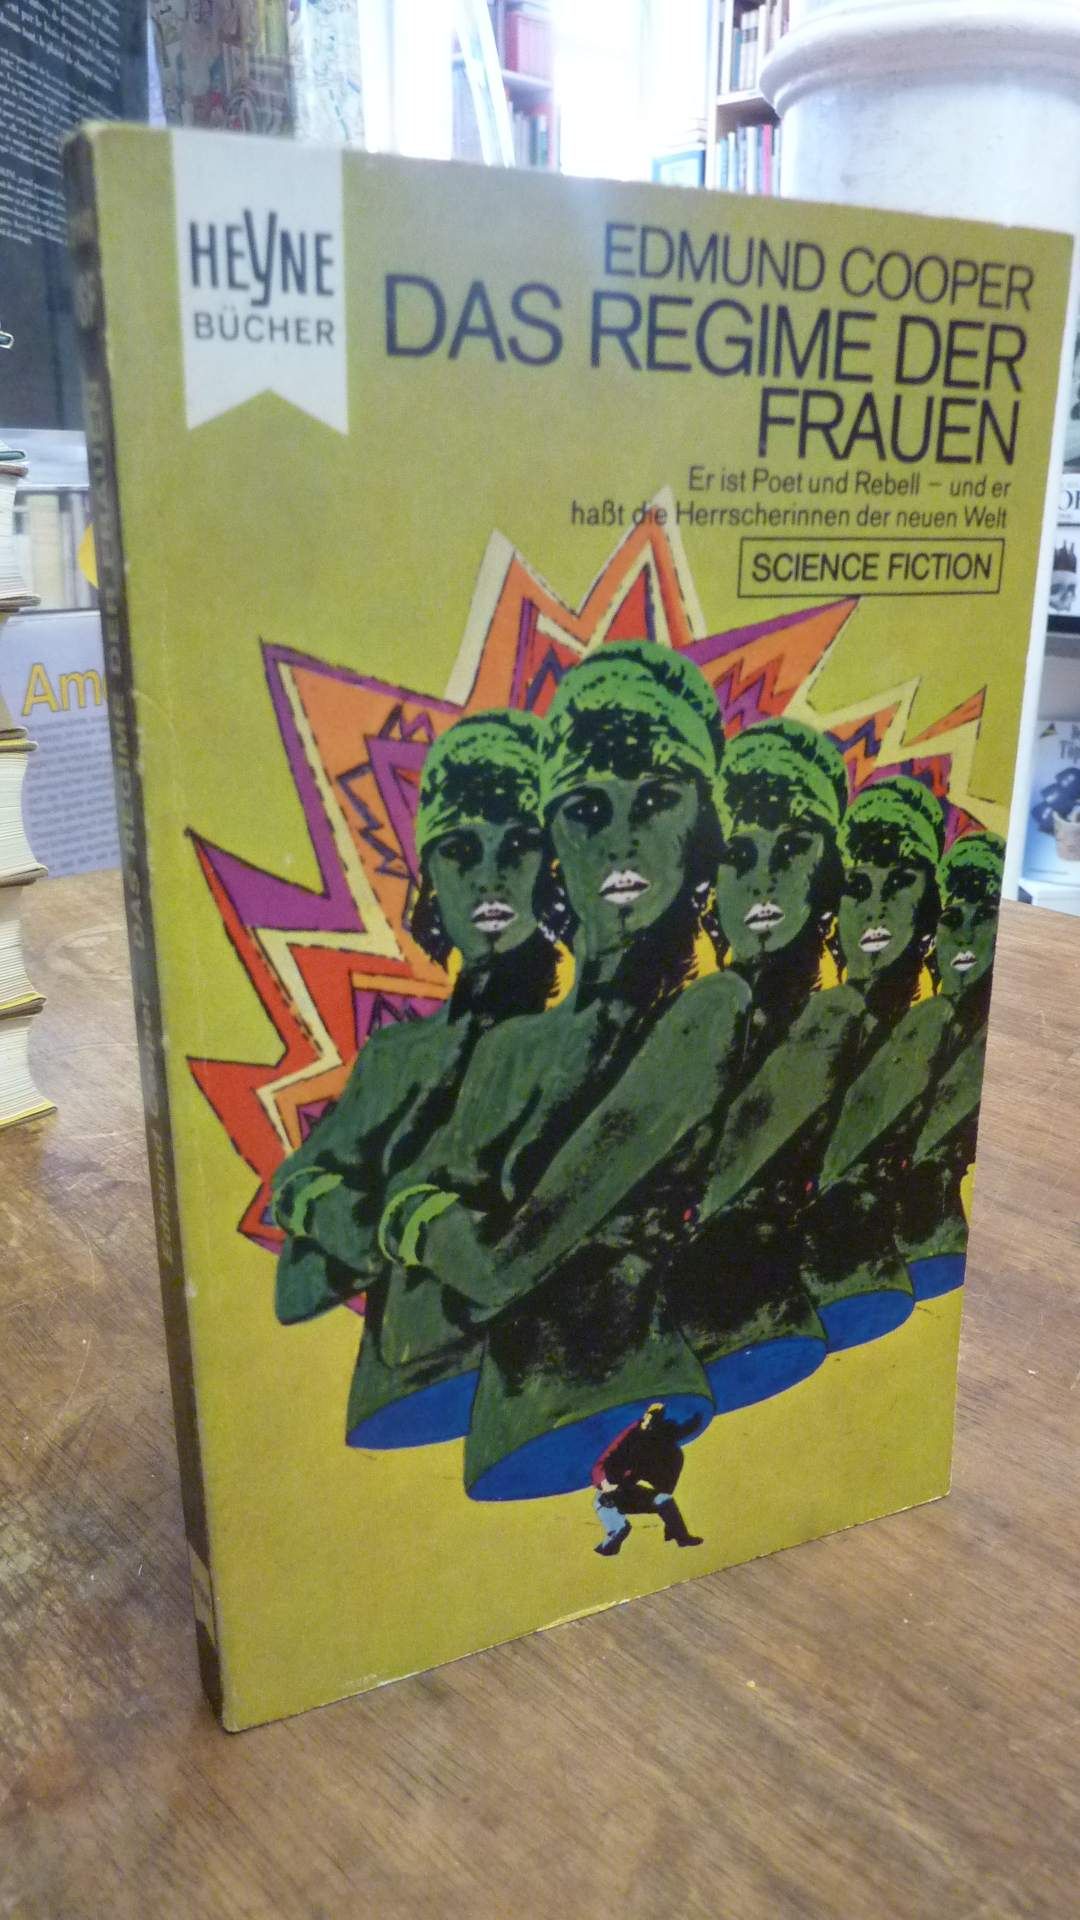 HEYNE
BÜCHER
EDMUND COOPER
DAS REGIME DER
FRAUEN
Er ist Poet und Rebell – und er
haßt die Herrscherinnen der neuen Welt
SCIENCE FICTION
DAS REGIME DER FRAUEN
Edmund
Am